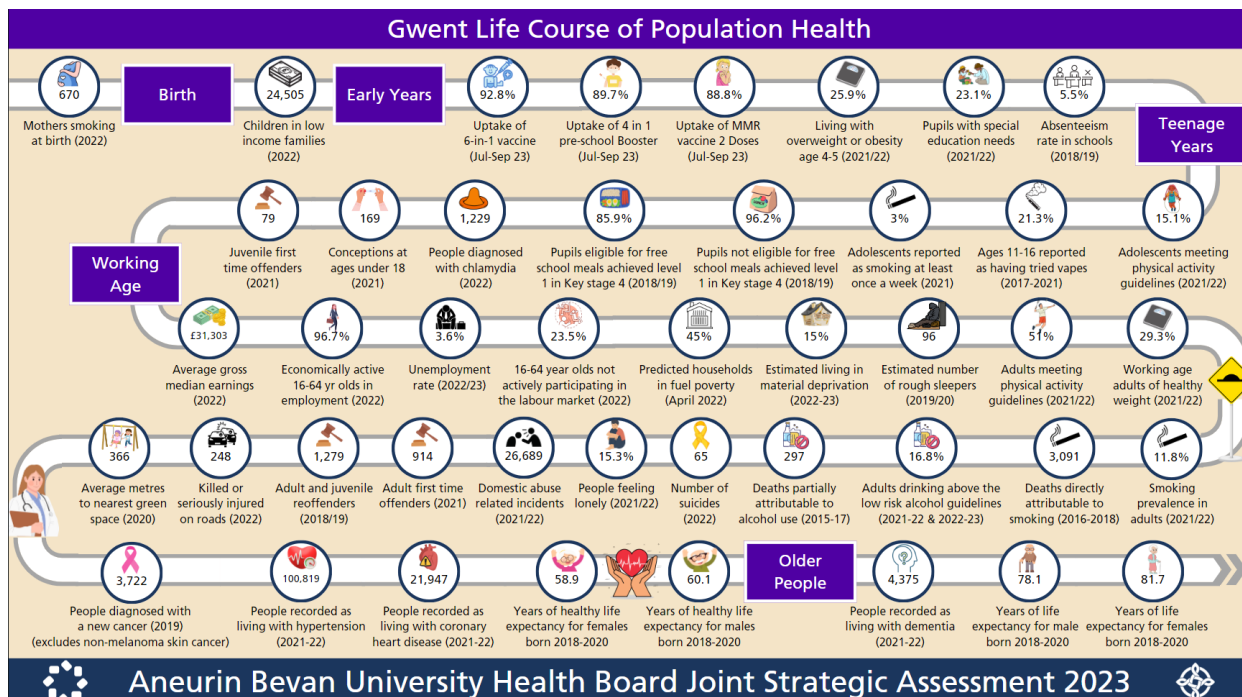 Gwent Life Course of Population Health
670
Mothers smoking
at birth (2022)
Birth
24,505
Children in low
income families
(2022)
Early Years
92.8%
Uptake of
6-in-1 vaccine
(Jul-Sep 23)
89.7%
Uptake of 4 in 1
pre-school Booster
(Jul-Sep 23)
88.8%
Uptake of MMR
vaccine 2 Doses
(Jul-Sep 23)
25.9%
Living with
overweight or obesity
age 4-5 (2021/22)
23.1%
Pupils with special
education needs
(2021/22)
5.5%
Absenteeism
rate in schools
(2018/19)
Teenage
Years
79
Juvenile first
time offenders
(2021)
169
Conceptions at
ages under 18
(2021)
1,229
People diagnosed
with chlamydia
(2022)
85.9%
Pupils eligible for free
school meals achieved level
1 in Key stage 4 (2018/19)
96.2%
Pupils not eligible for free
school meals achieved level
1 in Key stage 4 (2018/19)
3%
Adolescents reported
as smoking at least
once a week (2021)
21.3%
Ages 11-16 reported
as having tried vapes
(2017-2021)
15.1%
Adolescents meeting
physical activity
guidelines (2021/22)
Working
Age
£31,303
Average gross
median earnings
(2022)
96.7%
Economically active
16-64 yr olds in
employment (2022)
3.6%
Unemployment
rate (2022/23)
23.5%
16-64 year olds not
actively participating in
the labour market (2022)
45%
Predicted households
in fuel poverty
(April 2022)
15%
Estimated living in
material deprivation
(2022-23)
96
Estimated number
of rough sleepers
(2019/20)
51%
Adults meeting
physical activity
guidelines (2021/22)
29.3%
Working age
adults of healthy
weight (2021/22)
366
Average metres
to nearest green
space (2020)
248
Killed or
seriously injured
on roads (2022)
1,279
Adult and juvenile
reoffenders
(2018/19)
914
Adult first time
offenders (2021)
26,689
Domestic abuse
related incidents
(2021/22)
15.3%
People feeling
lonely (2021/22)
65
Number of
suicides
(2022)
297
Deaths partially
attributable to
alcohol use (2015-17)
16.8%
Adults drinking above the
low risk alcohol guidelines
(2021-22 & 2022-23)
3,091
Deaths directly
attributable to
smoking (2016-2018)
11.8%
Smoking
prevalence in
adults (2021/22)
3,722
People diagnosed with
a new cancer (2019)
(excludes non-melanoma skin cancer)
100,819
People recorded as
living with hypertension
(2021-22)
21,947
People recorded as
living with coronary
heart disease (2021-22)
58.9
Years of healthy life
expectancy for females
born 2018-2020
60.1
Years of healthy life
expectancy for males
born 2018-2020
Older
People
4,375
People recorded as
living with dementia
(2021-22)
78.1
Years of life
expectancy for male
born 2018-2020
81.7
Years of life
expectancy for females
born 2018-2020
Aneurin Bevan University Health Board Joint Strategic Assessment 2023